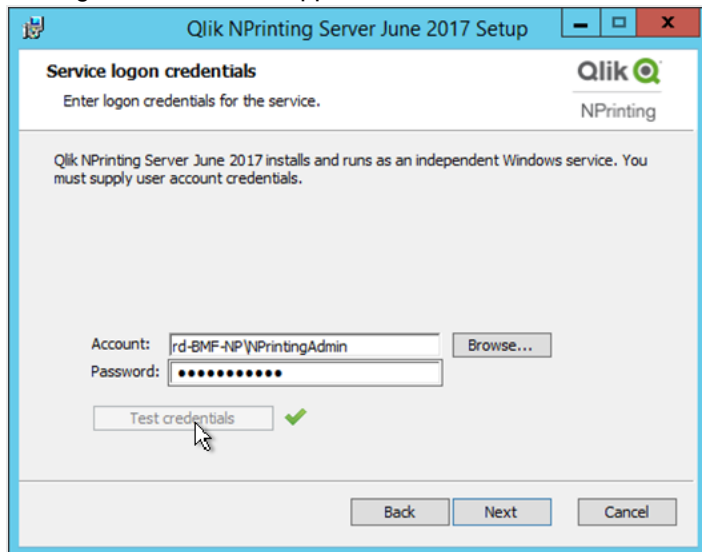 Qlik NPrinting Server June 2017 Setup
Service logon credentials
Enter logon credentials for the service.
Qlik
NPrinting
Qlik NPrinting Server June 2017 installs and runs as an independent Windows service. You
must supply user account credentials.
Account: rd-BMF-NP\NPrintingAdmin Browse...
Password: ●●●●●●●●●●●
Test credentials
Back Next Cancel